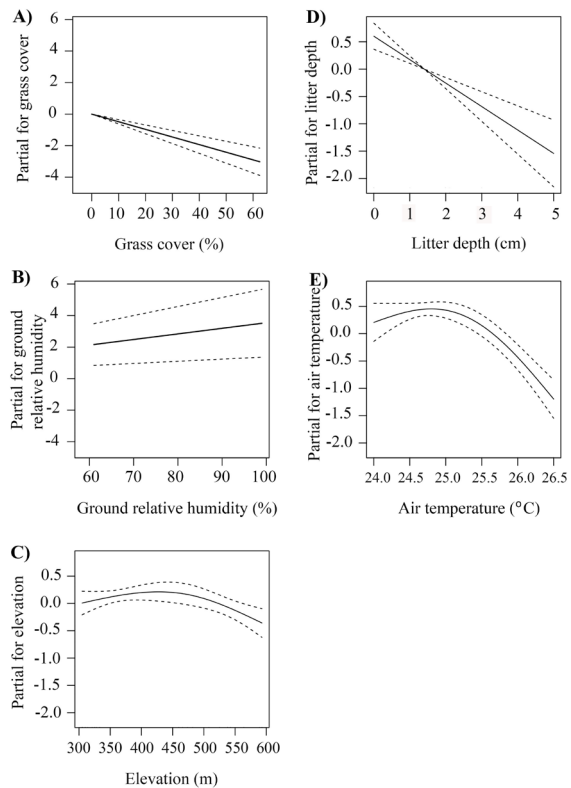 A)
6
4
2
0
-2
-4
Partial for grass cover
0 10 20 30 40 50 60
Grass cover (%)
B)
6
4
2
0
-2
-4
Partial for ground
relative humidity
60 70 80 90 100
Ground relative humidity (%)
C)
0.5
0.0
-0.5
-1.0
-1.5
-2.0
Partial for elevation
300 350 400 450 500 550 600
Elevation (m)
D)
0.5
0.0
-0.5
-1.0
-1.5
-2.0
Partial for litter depth
0 1 2 3 4 5
Litter depth (cm)
E)
0.5
0.0
-0.5
-1.0
-1.5
-2.0
Partial for air temperature
24.0 24.5 25.0 25.5 26.0 26.5
Air temperature (°C)